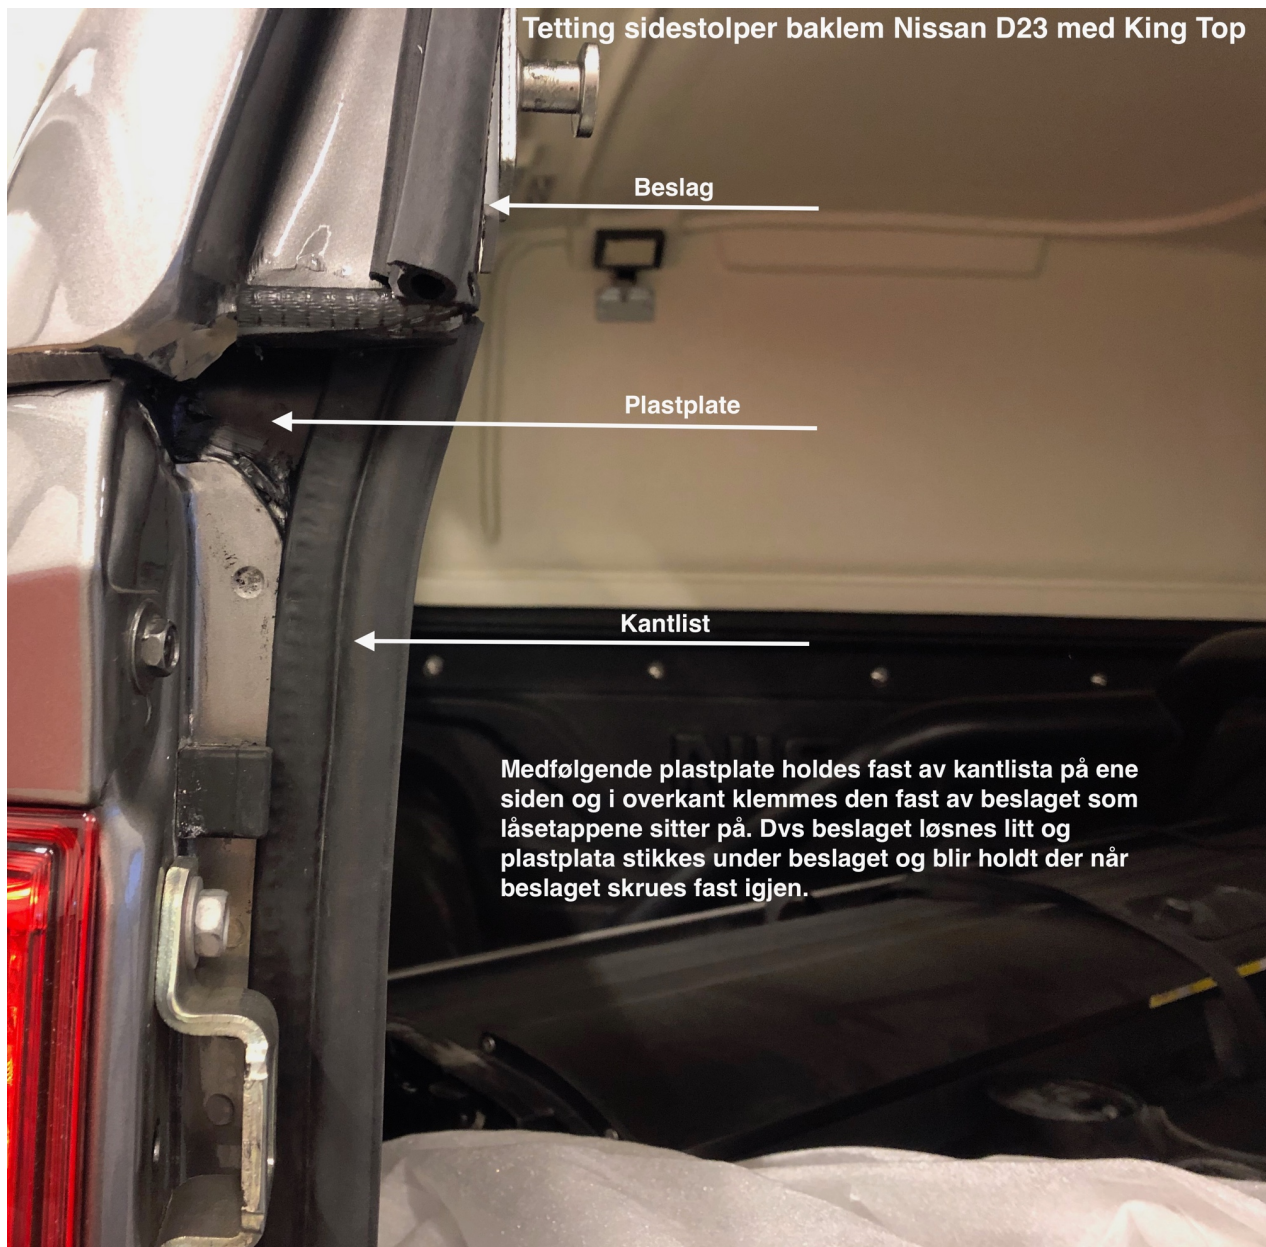 Tetting sidestolper baklem Nissan D23 med King Top
Beslag
Plastplate
Kantlist
Medfølgende plastplate holdes fast av kantlista på ene
siden og i overkant klemmes den fast av beslaget som
låsetappene sitter på. Dvs beslaget løsnes litt og
plastplata stikkes under beslaget og blir holdt der når
beslaget skrues fast igjen.